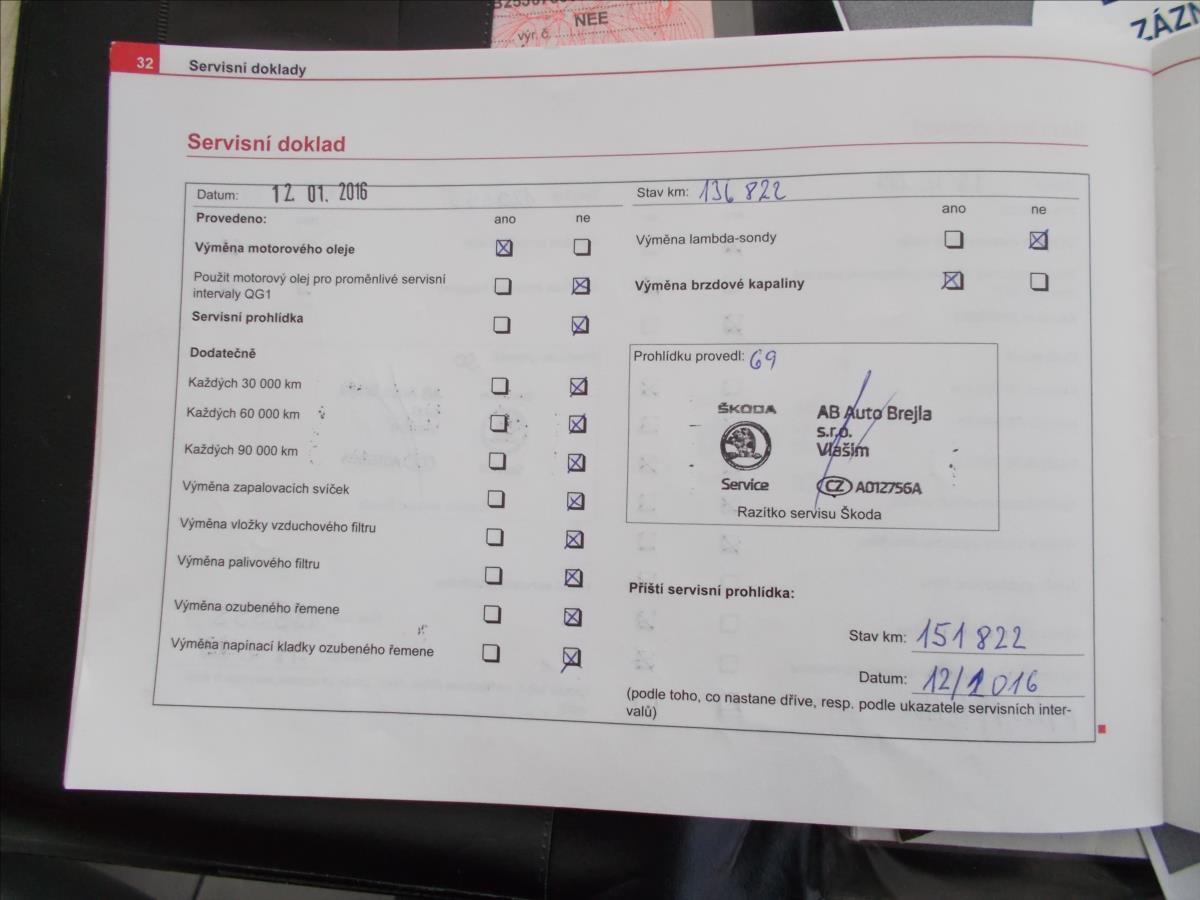 NEE
výr. č.
ZÁZN
32 Servisní doklady
Servisní doklad
Datum: 12. 01. 2016
Provedeno: ano ne
Výměna motorového oleje
Použit motorový olej pro proměnlivé servisní
intervaly QG1
Servisní prohlídka
Dodatečně
Každých 30 000 km
Každých 60 000 km
Každých 90 000 km
Výměna zapalovacích svíček
Výměna vložky vzduchového filtru
Výměna palivového filtru
Výměna ozubeného řemene
Výměna napínací kladky ozubeného řemene
Stav km: 136 822
ano ne
Výměna lambda-sondy
Výměna brzdové kapaliny
Prohlídku provedl: 69
ŠKODA
Service
AB Auto Brejla
s.r.o.
Vlašim
CZ A012756A
Razítko servisu Škoda
Příští servisní prohlídka:
Stav km: 151 822
Datum: 12/2016
(podle toho, co nastane dříve, resp. podle ukazatele servisních inter-
valů)